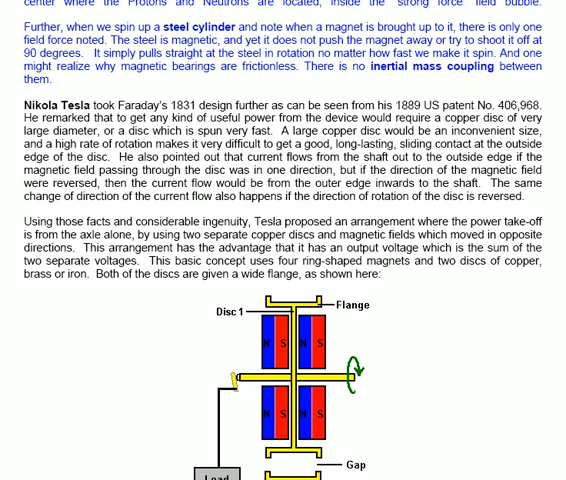 center where the Protons and Neutrons are located, inside the "strong force" field bubble.
Further, when we spin up a steel cylinder and note when a magnet is brought up to it, there is only one
field force noted. The steel is magnetic, and yet it does not push the magnet away or try to shoot it off at
90 degrees. It simply pulls straight at the steel in rotation no matter how fast we make it spin. And one
might realize why magnetic bearings are frictionless. There is no inertial mass coupling between
them.
Nikola Tesla took Faraday's 1831 design further as can be seen from his 1889 US patent No. 406,968.
He remarked that to get any kind of useful power from the device would require a copper disc of very
large diameter, or a disc which is spun very fast. A large copper disc would be an inconvenient size,
and a high rate of rotation makes it very difficult to get a good, long-lasting, sliding contact at the outside
edge of the disc. He also pointed out that current flows from the shaft out to the outside edge if the
magnetic field passing through the disc was in one direction, but if the direction of the magnetic field
were reversed, then the current flow would be from the outer edge inwards to the shaft. The same
change of direction of the current flow also happens if the direction of rotation of the disc is reversed.
Using those facts and considerable ingenuity, Tesla proposed an arrangement where the power take-off
is from the axle alone, by using two separate copper discs and magnetic fields which moved in opposite
directions. This arrangement has the advantage that it has an output voltage which is the sum of the
two separate voltages. This basic concept uses four ring-shaped magnets and two discs of copper,
brass or iron. Both of the discs are given a wide flange, as shown here:
Flange
Disc 1
N S N S
N S N S
Gap
Load